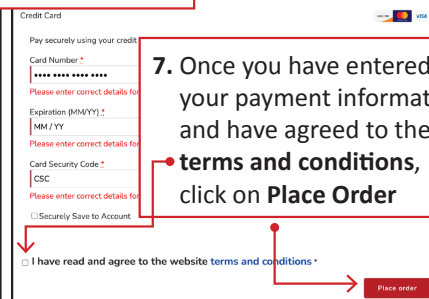 Credit Card
VISA
Pay securely using your credit
Card Number *
•••• •••• •••• ••••
Please enter correct details for
Expiration (MM/YY) *
MM / YY
Please enter correct details for
Card Security Code *
CSC
Please enter correct details for
Securely Save to Account
7. Once you have entered
your payment informat
and have agreed to the
terms and conditions,
click on Place Order
I have read and agree to the website terms and conditions *
Place order